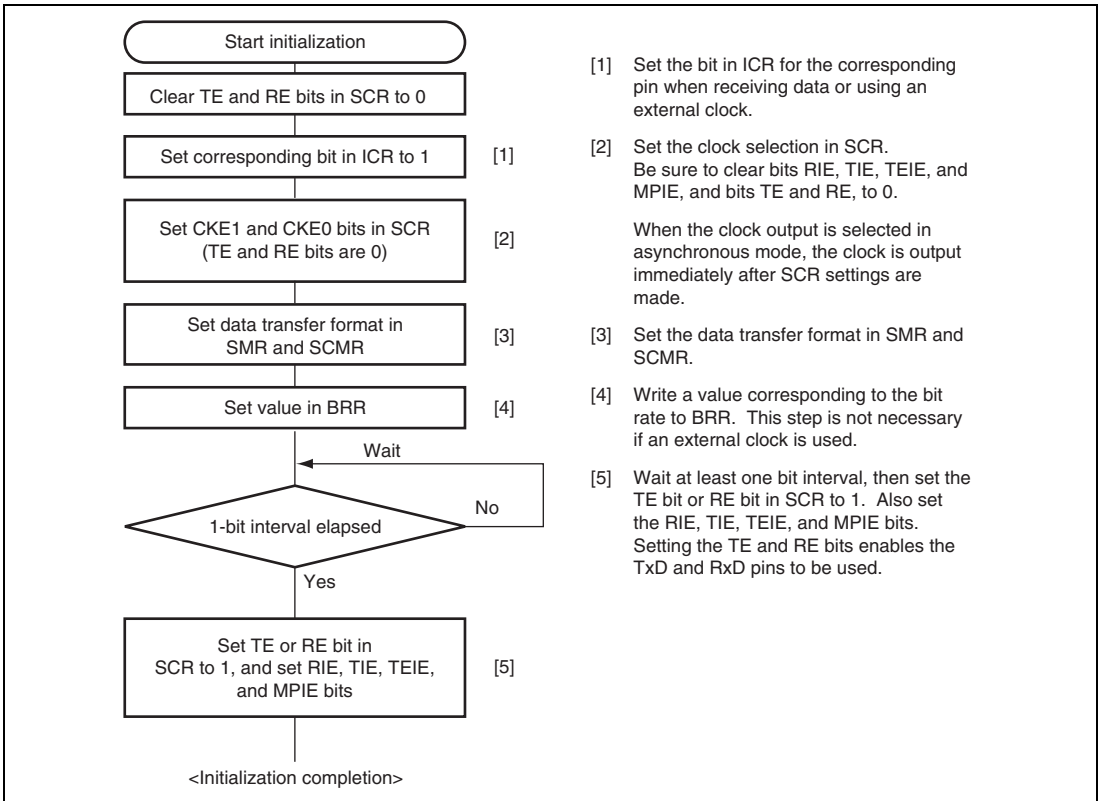 Start initialization
Clear TE and RE bits in SCR to 0
Set corresponding bit in ICR to 1
[1]
Set CKE1 and CKE0 bits in SCR
(TE and RE bits are 0)
[2]
Set data transfer format in
SMR and SCMR
[3]
Set value in BRR
[4]
Wait
1-bit interval elapsed
No
Yes
Set TE or RE bit in
SCR to 1, and set RIE, TIE, TEIE,
and MPIE bits
[5]
<Initialization completion>
[1] Set the bit in ICR for the corresponding
pin when receiving data or using an
external clock.
[2] Set the clock selection in SCR.
Be sure to clear bits RIE, TIE, TEIE, and
MPIE, and bits TE and RE, to 0.
When the clock output is selected in
asynchronous mode, the clock is output
immediately after SCR settings are
made.
[3] Set the data transfer format in SMR and
SCMR.
[4] Write a value corresponding to the bit
rate to BRR. This step is not necessary
if an external clock is used.
[5] Wait at least one bit interval, then set the
TE bit or RE bit in SCR to 1. Also set
the RIE, TIE, TEIE, and MPIE bits.
Setting the TE and RE bits enables the
TxD and RxD pins to be used.